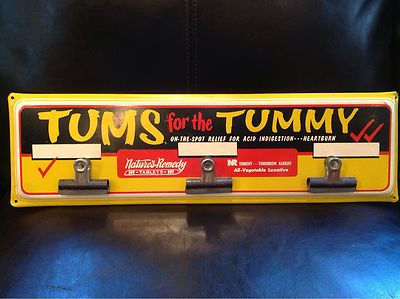 TUMS for the TUMMY
ON-THE-SPOT RELIEF FOR ACID INDIGESTION---HEARTBURN
Nature's Remedy
NR-TABLETS-NR
NR TONIGHT - TOMORROW ALRIGHT
All-Vegetable Laxative